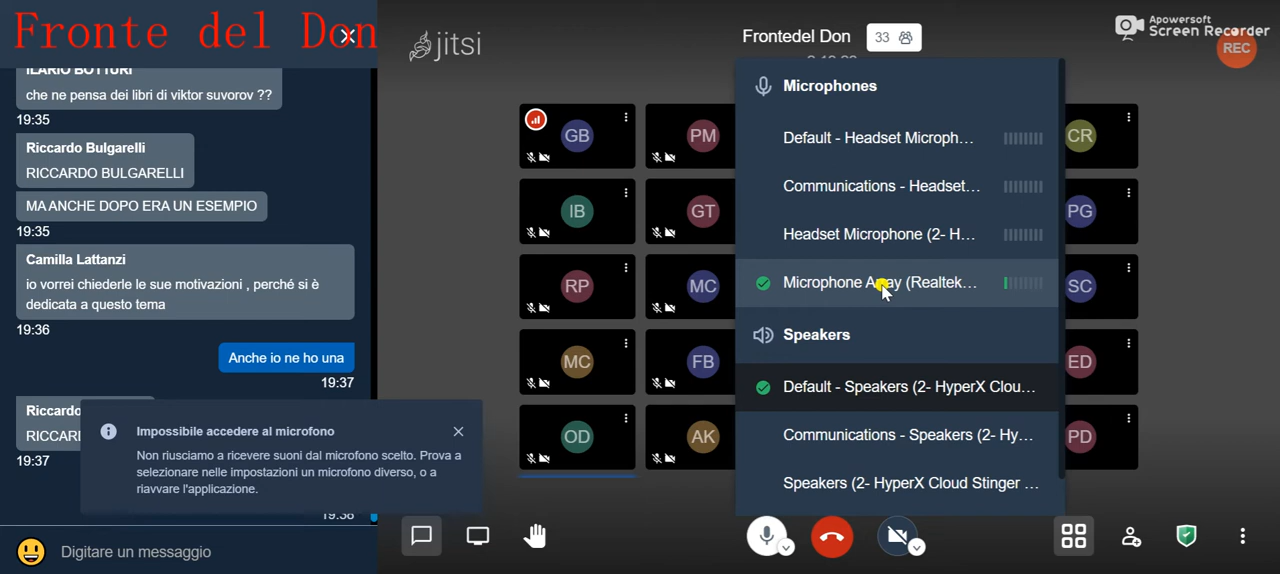 Fronte del Don
ILARIO BOTTURI
che ne pensa dei libri di viktor suvorov ??
19:35
Riccardo Bulgarelli
RICCARDO BULGARELLI
MA ANCHE DOPO ERA UN ESEMPIO
19:35
Camilla Lattanzi
io vorrei chiederle le sue motivazioni , perché si è
dedicata a questo tema
19:36
Anche io ne ho una
19:37
Riccardo
RICCARI
19:37
Impossibile accedere al microfono
Non riusciamo a ricevere suoni dal microfono scelto. Prova a
selezionare nelle impostazioni un microfono diverso, o a
riavvare l'applicazione.
19:38
Digitare un messaggio
jitsi
Frontedel Don
33
Apowersoft
Screen Recorder
REC
GB
PM
CR
IB
GT
PG
RP
MC
SC
MC
FB
ED
OD
AK
PD
Microphones
Default - Headset Microph...
Communications - Headset...
Headset Microphone (2- H...
Microphone Array (Realtek...
Speakers
Default - Speakers (2- HyperX Clou...
Communications - Speakers (2- Hy...
Speakers (2- HyperX Cloud Stinger ...